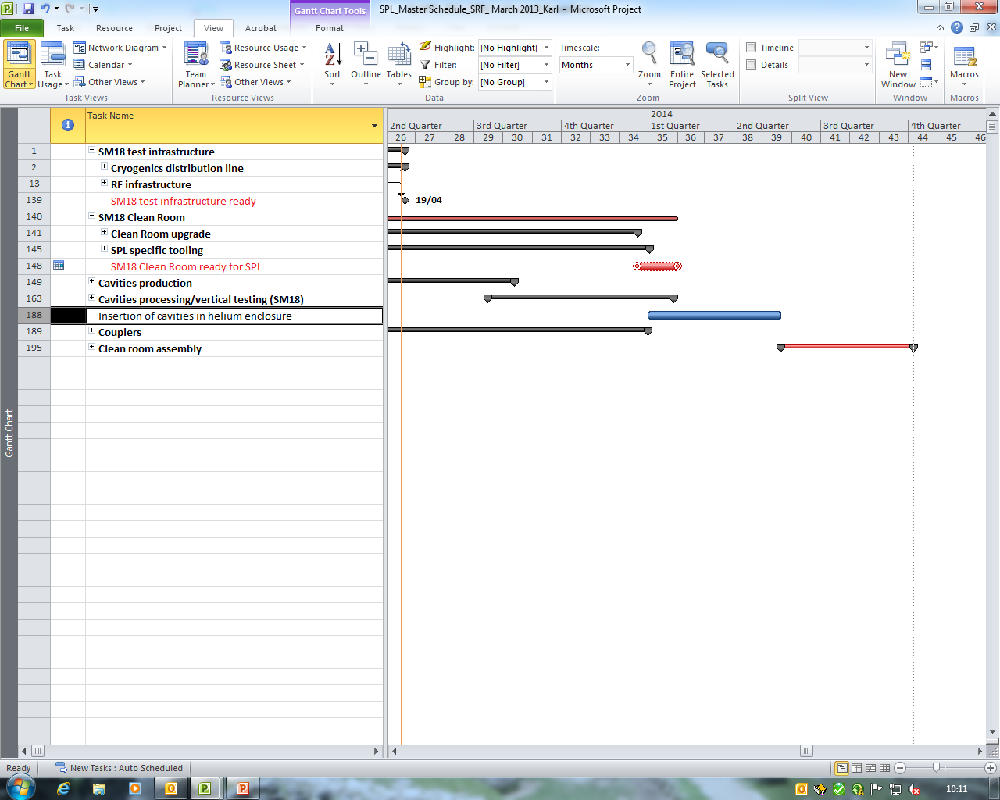 SPL_Master Schedule_SRF_ March 2013_Karl - Microsoft Project
Gantt Chart Tools
File Task Resource Project View Acrobat Format
Gantt Chart
Task Usage
Network Diagram
Calendar
Other Views
Task Views
Team Planner
Resource Usage
Resource Sheet
Other Views
Resource Views
Sort
Outline
Tables
Highlight: [No Highlight]
Filter: [No Filter]
Group by: [No Group]
Data
Timescale:
Months
Zoom
Entire Project
Selected Tasks
Zoom
Timeline
Details
Split View
New Window
Window
Macros
Macros
Task Name
2014
2nd Quarter 3rd Quarter 4th Quarter 1st Quarter 2nd Quarter 3rd Quarter 4th Quarter
26 27 28 29 30 31 32 33 34 35 36 37 38 39 40 41 42 43 44 45 46
1 SM18 test infrastructure
2 Cryogenics distribution line
13 RF infrastructure
139 SM18 test infrastructure ready 19/04
140 SM18 Clean Room
141 Clean Room upgrade
145 SPL specific tooling
148 SM18 Clean Room ready for SPL
149 Cavities production
163 Cavities processing/vertical testing (SM18)
188 Insertion of cavities in helium enclosure
189 Couplers
195 Clean room assembly
Gantt Chart
Ready New Tasks : Auto Scheduled
10:11